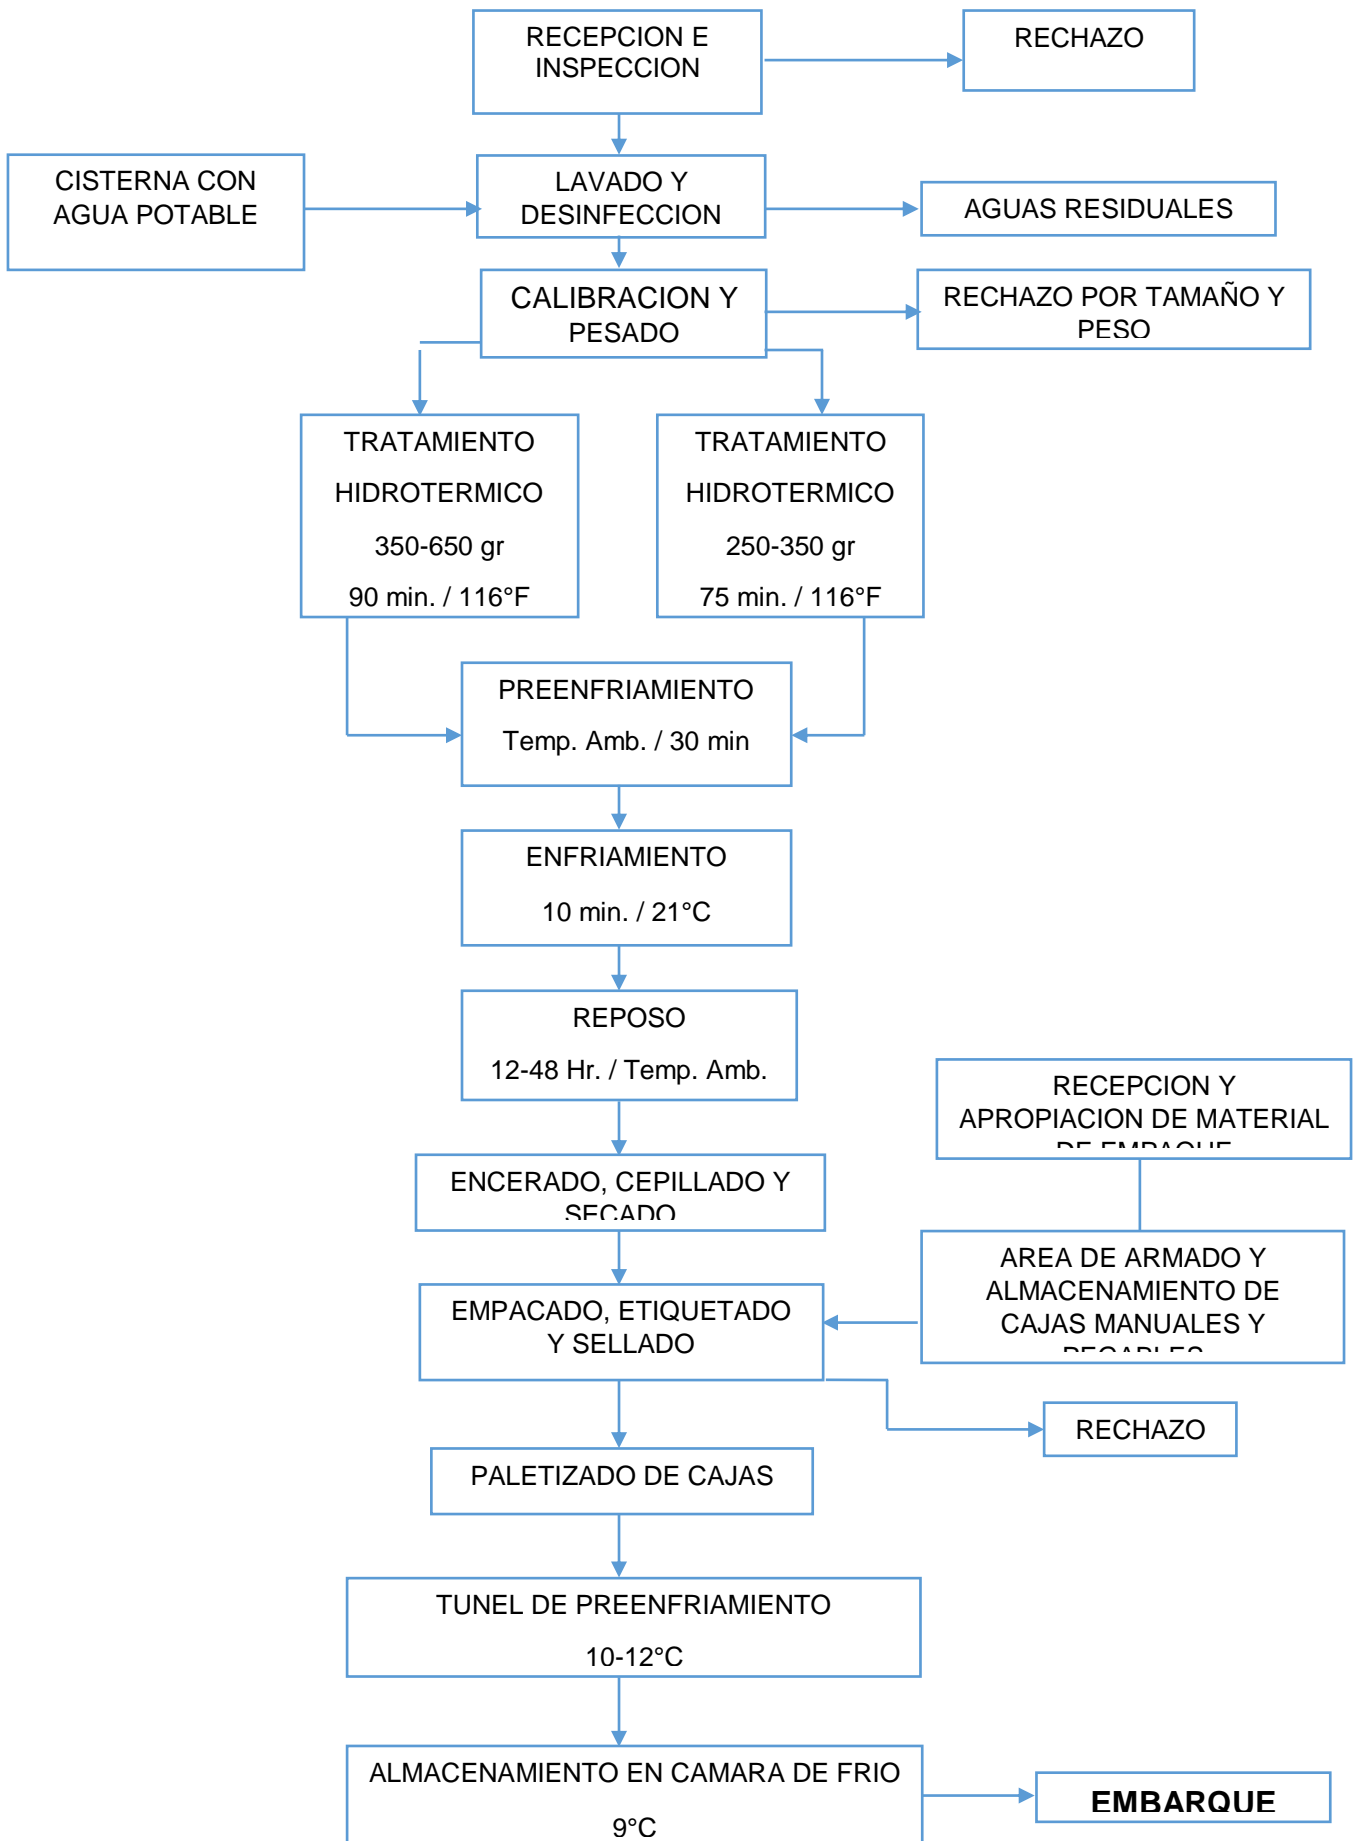 RECEPCION E
INSPECCION
RECHAZO
CISTERNA CON
AGUA POTABLE
LAVADO Y
DESINFECCION
AGUAS RESIDUALES
CALIBRACION Y
PESADO
RECHAZO POR TAMAÑO Y
PESO
TRATAMIENTO
HIDROTERMICO
350-650 gr
90 min. / 116°F
TRATAMIENTO
HIDROTERMICO
250-350 gr
75 min. / 116°F
PREENFRIAMIENTO
Temp. Amb. / 30 min
ENFRIAMIENTO
10 min. / 21°C
REPOSO
12-48 Hr. / Temp. Amb.
RECEPCION Y
APROPIACION DE MATERIAL
DE EMPAQUE
ENCERADO, CEPILLADO Y
SECADO
AREA DE ARMADO Y
ALMACENAMIENTO DE
CAJAS MANUALES Y
PEGABLES
EMPACADO, ETIQUETADO
Y SELLADO
RECHAZO
PALETIZADO DE CAJAS
TUNEL DE PREENFRIAMIENTO
10-12°C
ALMACENAMIENTO EN CAMARA DE FRIO
9°C
EMBARQUE